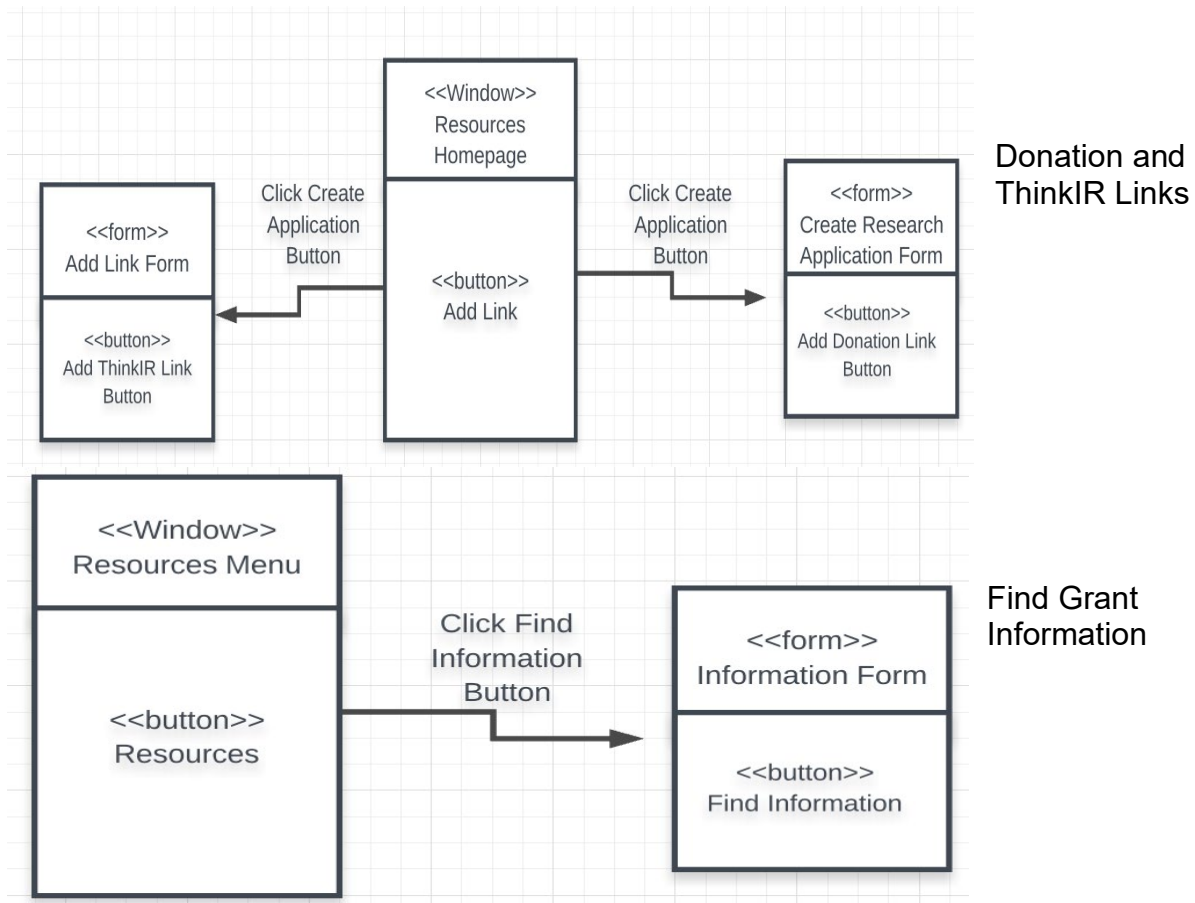 <<Window>>
Resources
Homepage
<<button>>
Add Link
Click Create
Application
Button
<<form>>
Add Link Form
<<button>>
Add ThinkIR Link
Button
Click Create
Application
Button
<<form>>
Create Research
Application Form
<<button>>
Add Donation Link
Button
Donation and
ThinkIR Links
<<Window>>
Resources Menu
<<button>>
Resources
Click Find
Information
Button
<<form>>
Information Form
<<button>>
Find Information
Find Grant
Information